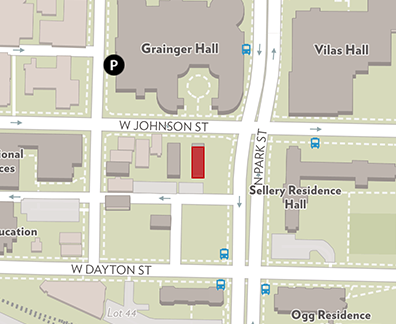 Grainger Hall
Vilas Hall
P
W JOHNSON ST
N PARK ST
onal
ces
Sellery Residence
Hall
ucation
W DAYTON ST
Lot 44
Ogg Residence